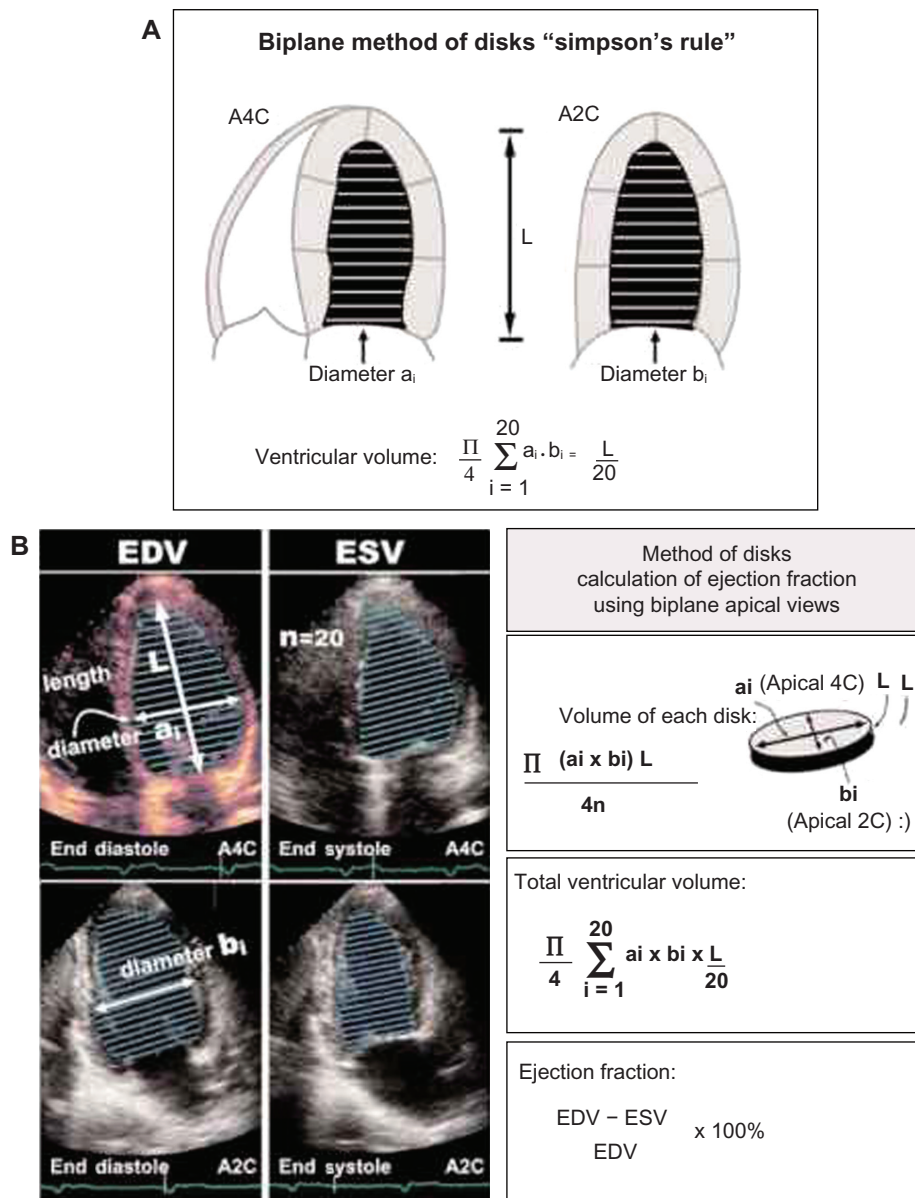 A
Biplane method of disks “simpson’s rule”
A4C
A2C
L
Diameter aᵢ
Diameter bᵢ
Ventricular volume: Π/4 20 Σ i = 1 aᵢ . bᵢ = L/20
B
EDV
ESV
length
L
diameter aᵢ
n=20
End diastole A4C
End systole A4C
diameter bᵢ
End diastole A2C
End systole A2C
Method of disks
calculation of ejection fraction
using biplane apical views
ai (Apical 4C) L L
Volume of each disk:
Π (ai x bi) L
4n
η
bi
(Apical 2C) :)
Total ventricular volume:
Π/4 20 Σ i = 1 ai x bi x L/20
Ejection fraction:
EDV – ESV
x 100%
EDV